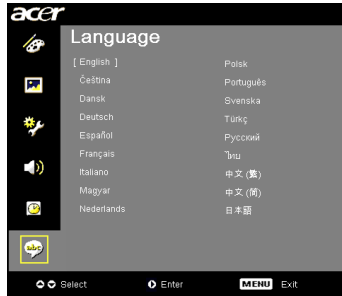 acer
Language
[ English ]
Čeština
Dansk
Deutsch
Español
Français
Italiano
Magyar
Nederlands
Polsk
Português
Svenska
Türkç
Русский
ไทย
中文 (繁)
中文 (简)
日本語
abc
Select Enter MENU Exit